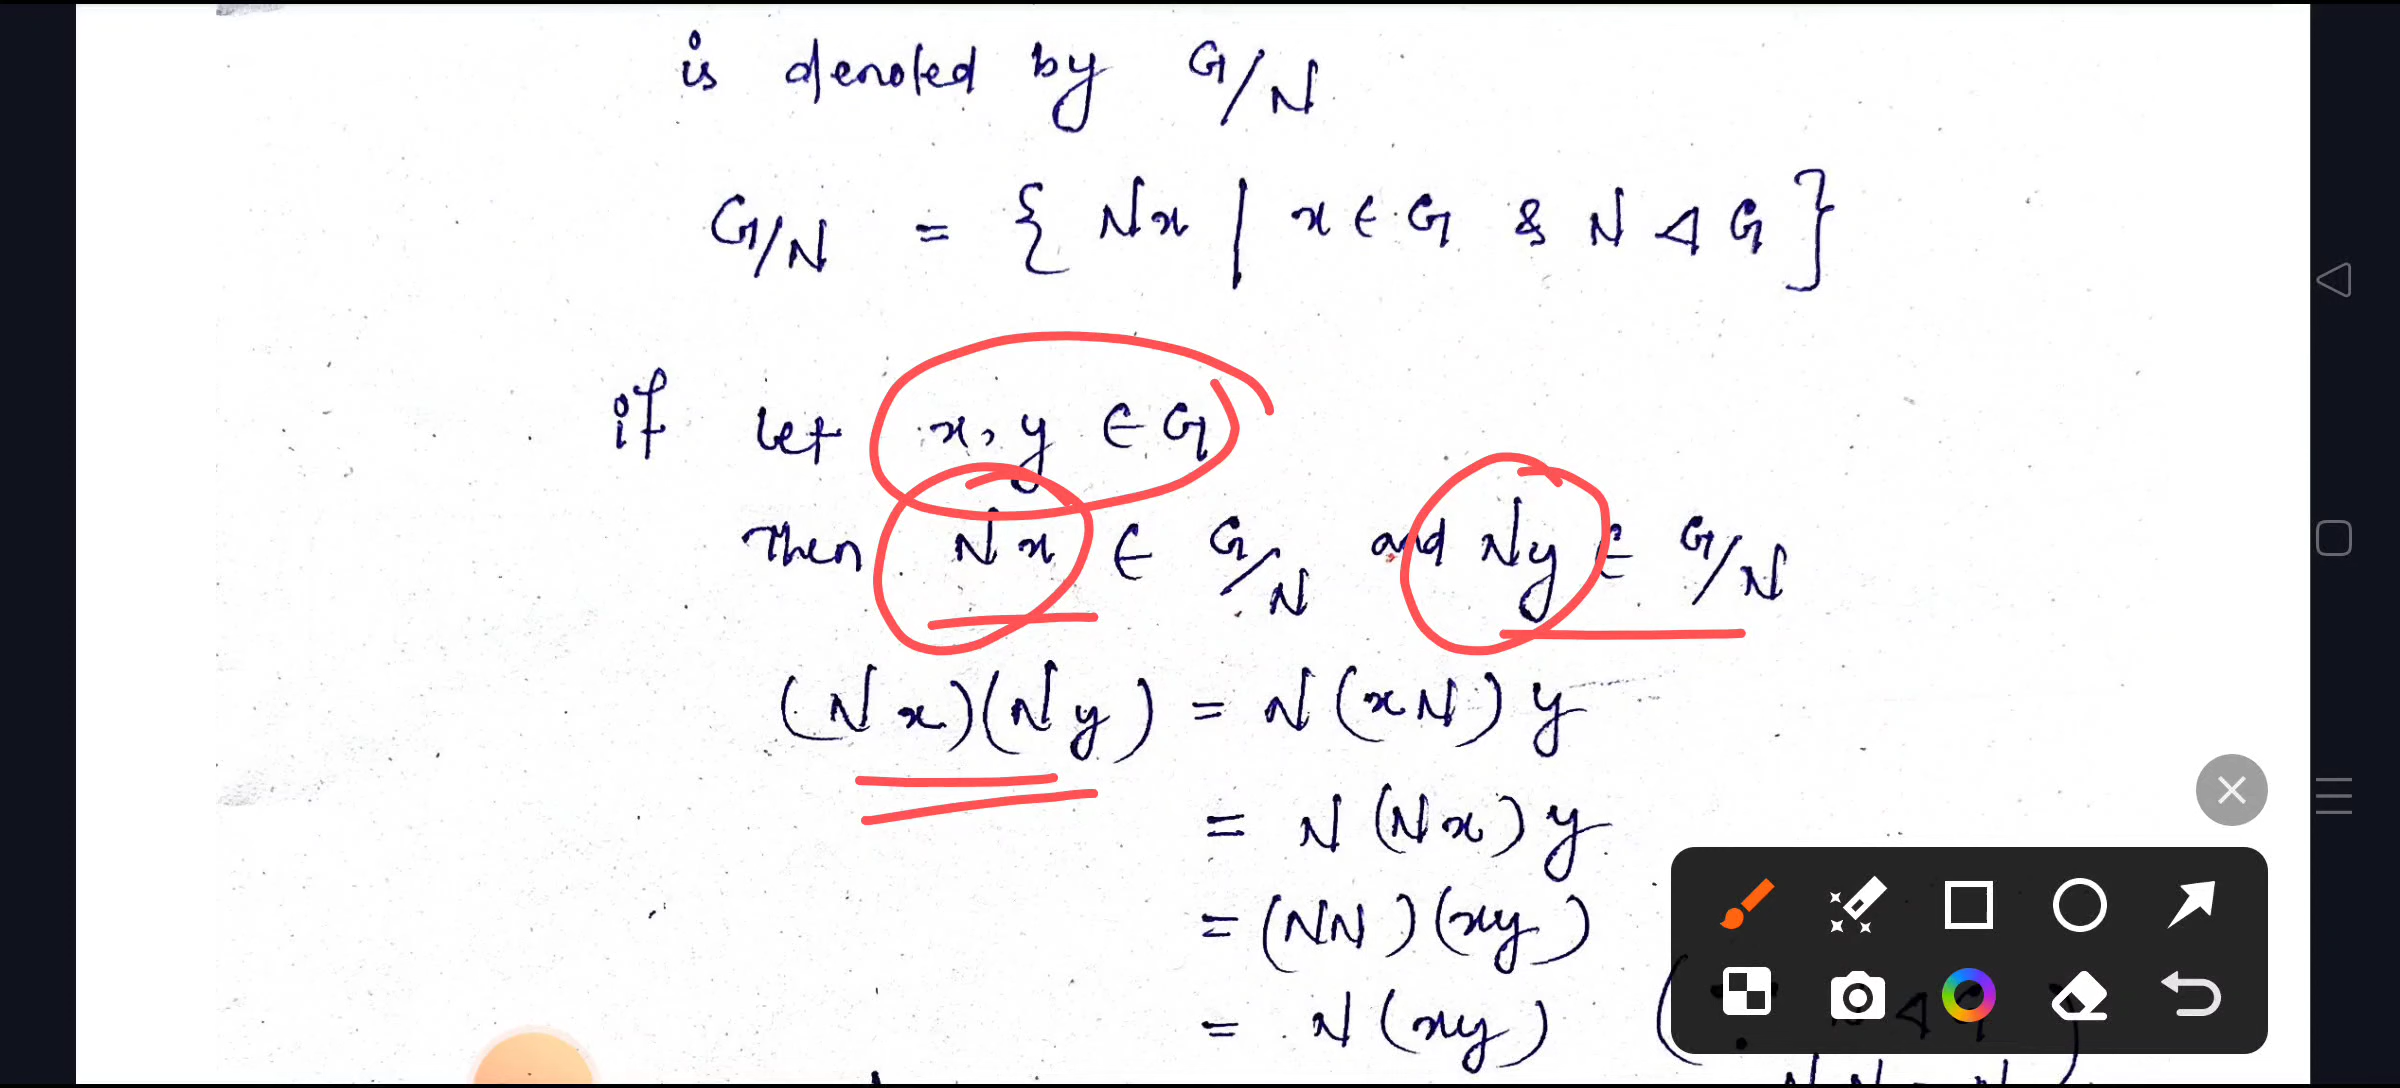 is denoted by G/N
G/N = { Nx | x ∈ G & N ⊲ G }
if let x, y ∈ G
Then Nx ∈ G/N and Ny ∈ G/N
(Nx)(Ny) = N(xN)y
= N(Nx)y
= (NN)(xy)
= N(xy)